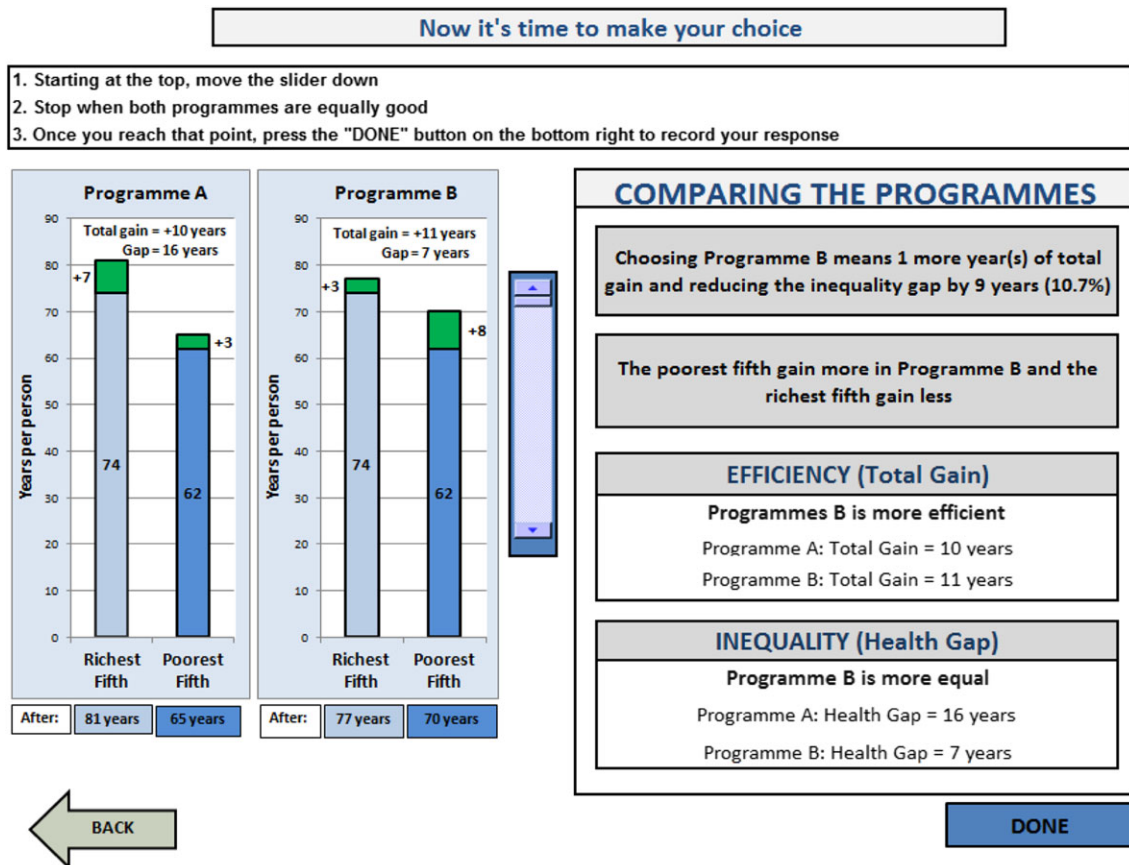 Now it's time to make your choice
1. Starting at the top, move the slider down
2. Stop when both programmes are equally good
3. Once you reach that point, press the "DONE" button on the bottom right to record your response
Programme A
Total gain = +10 years
Gap = 16 years
Years per person
90
80
70
60
50
40
30
20
10
0
+7
74
+3
62
Richest Fifth
Poorest Fifth
After:
81 years
65 years
Programme B
Total gain = +11 years
Gap = 7 years
90
80
70
60
50
40
30
20
10
0
+3
74
+8
62
Richest Fifth
Poorest Fifth
After:
77 years
70 years
COMPARING THE PROGRAMMES
Choosing Programme B means 1 more year(s) of total
gain and reducing the inequality gap by 9 years (10.7%)
The poorest fifth gain more in Programme B and the
richest fifth gain less
EFFICIENCY (Total Gain)
Programmes B is more efficient
Programme A: Total Gain = 10 years
Programme B: Total Gain = 11 years
INEQUALITY (Health Gap)
Programme B is more equal
Programme A: Health Gap = 16 years
Programme B: Health Gap = 7 years
BACK
DONE